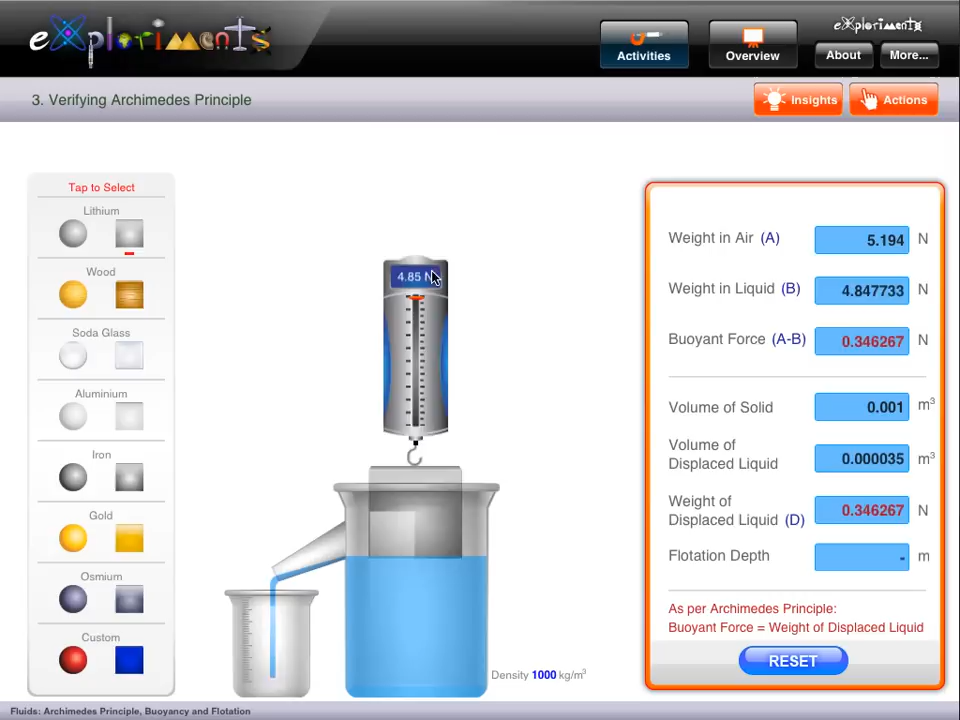 eXploriments
Activities
Overview
eXploriments
About
More...
3. Verifying Archimedes Principle
Insights
Actions
Tap to Select
Lithium
Wood
Soda Glass
Aluminium
Iron
Gold
Osmium
Custom
4.85 N
Density 1000 kg/m³
Weight in Air (A) 5.194 N
Weight in Liquid (B) 4.847733 N
Buoyant Force (A-B) 0.346267 N
Volume of Solid 0.001 m³
Volume of
Displaced Liquid 0.000035 m³
Weight of
Displaced Liquid (D) 0.346267 N
Flotation Depth - m
As per Archimedes Principle:
Buoyant Force = Weight of Displaced Liquid
RESET
Fluids: Archimedes Principle, Buoyancy and Flotation